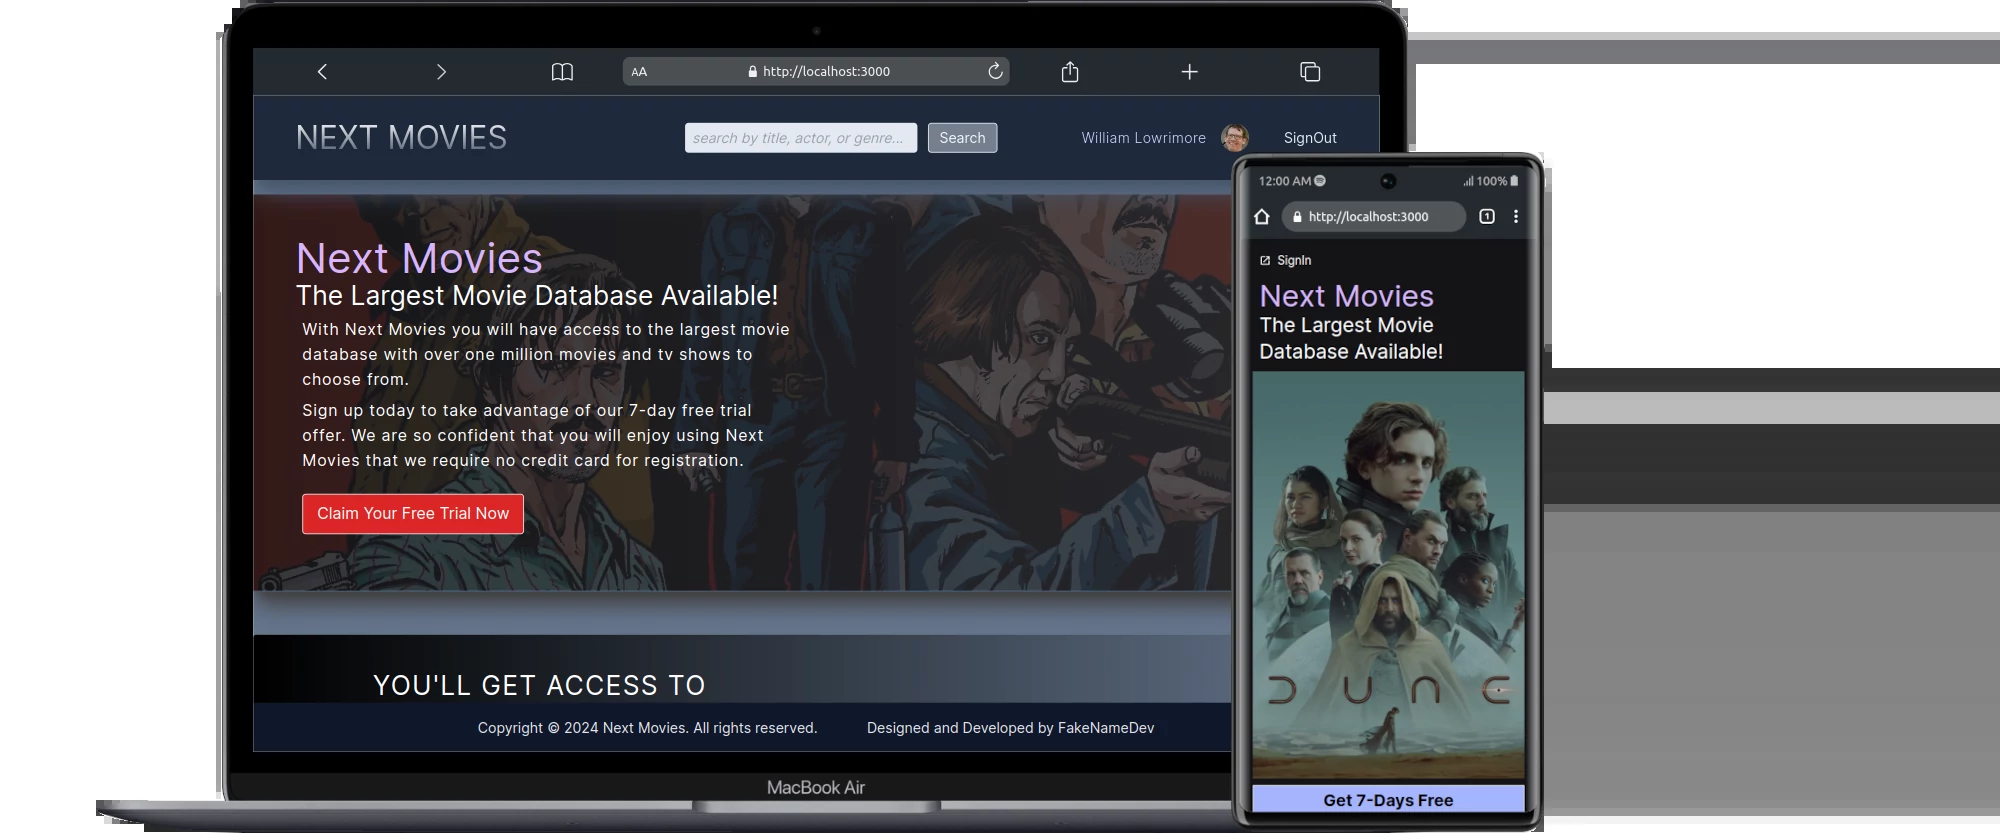 AA
http://localhost:3000
NEXT MOVIES
search by title, actor, or genre...
Search
William Lowrimore
SignOut
Next Movies
The Largest Movie Database Available!
With Next Movies you will have access to the largest movie
database with over one million movies and tv shows to
choose from.
Sign up today to take advantage of our 7-day free trial
offer. We are so confident that you will enjoy using Next
Movies that we require no credit card for registration.
Claim Your Free Trial Now
YOU'LL GET ACCESS TO
Copyright © 2024 Next Movies. All rights reserved.
Designed and Developed by FakeNameDev
MacBook Air
12:00 AM
100%
http://localhost:3000
1
SignIn
Next Movies
The Largest Movie
Database Available!
DUNE
Get 7-Days Free